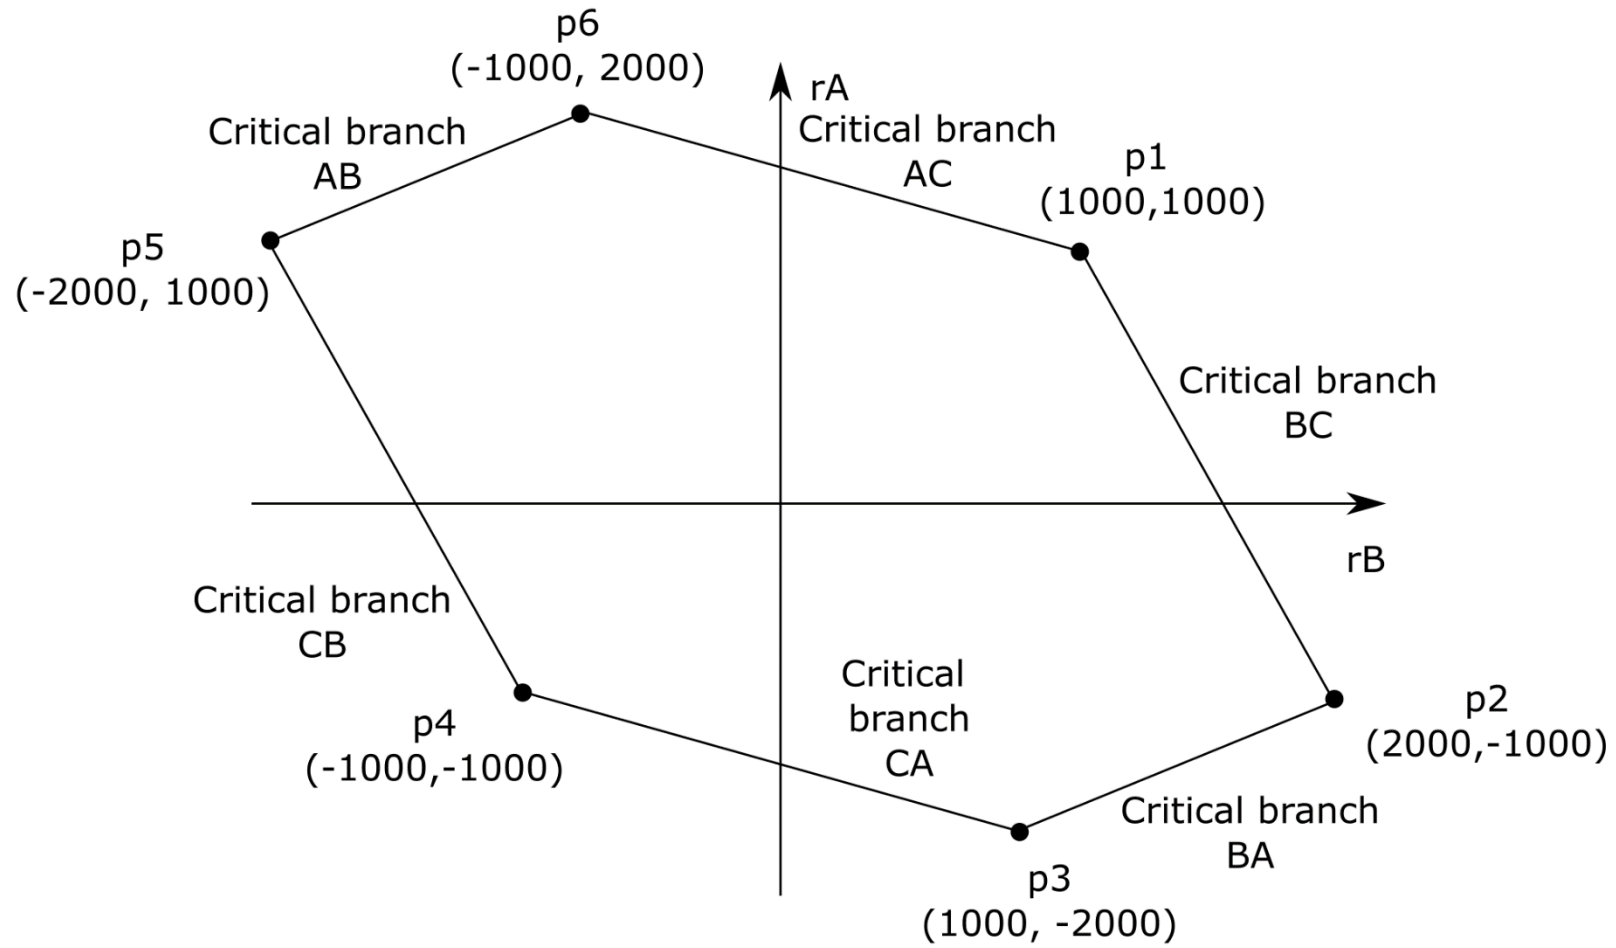 p6
(-1000, 2000)
rA
Critical branch
AB
Critical branch
AC
p1
(1000,1000)
p5
(-2000, 1000)
Critical branch
BC
rB
Critical branch
CB
Critical
branch
CA
p4
(-1000,-1000)
p2
(2000,-1000)
Critical branch
BA
p3
(1000, -2000)